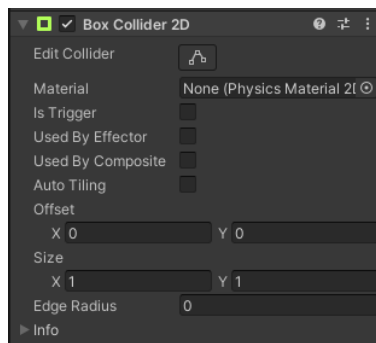 Box Collider 2D
Edit Collider
Material None (Physics Material 2D
Is Trigger
Used By Effector
Used By Composite
Auto Tiling
Offset
X 0 Y 0
Size
X 1 Y 1
Edge Radius 0
Info